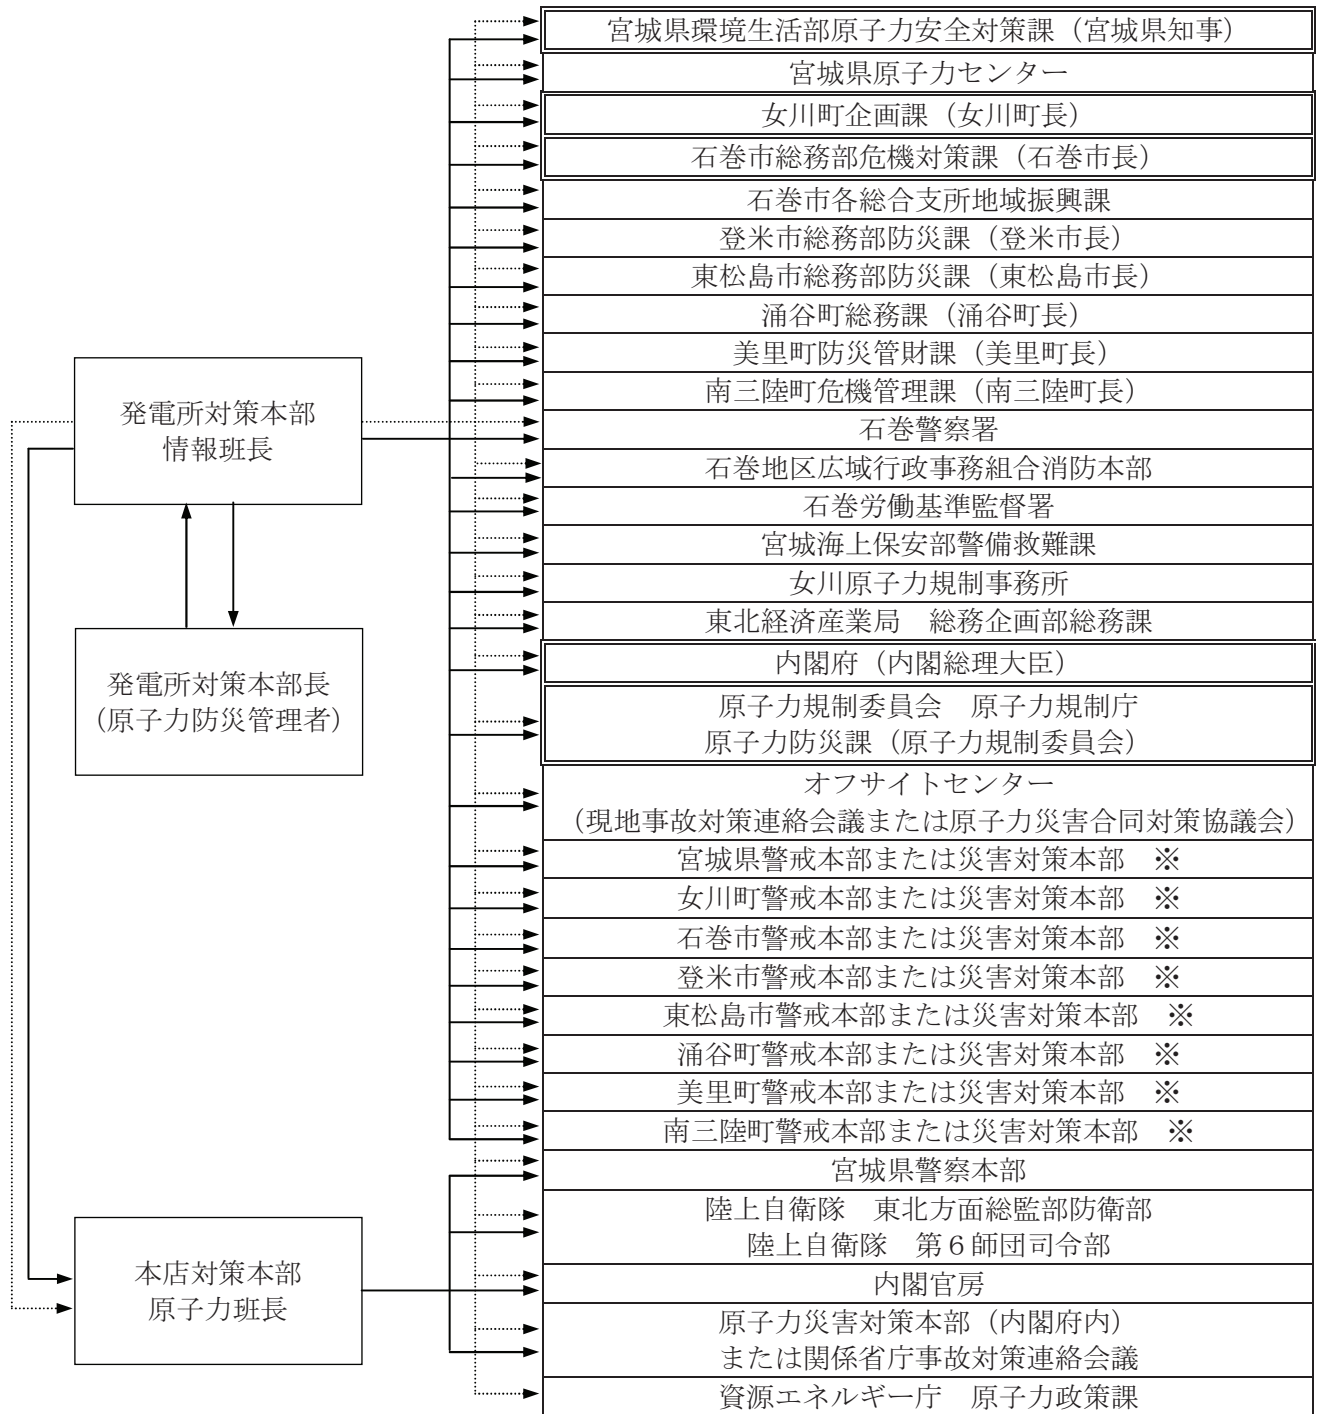 宮城県環境生活部原子力安全対策課（宮城県知事）
宮城県原子力センター
女川町企画課（女川町長）
石巻市総務部危機対策課（石巻市長）
石巻市各総合支所地域振興課
登米市総務部防災課（登米市長）
東松島市総務部防災課（東松島市長）
涌谷町総務課（涌谷町長）
美里町防災管財課（美里町長）
南三陸町危機管理課（南三陸町長）
石巻警察署
石巻地区広域行政事務組合消防本部
石巻労働基準監督署
宮城海上保安部警備救難課
女川原子力規制事務所
東北経済産業局　総務企画部総務課
内閣府（内閣総理大臣）
原子力規制委員会　原子力規制庁
原子力防災課（原子力規制委員会）
オフサイトセンター
（現地事故対策連絡会議または原子力災害合同対策協議会）
宮城県警戒本部または災害対策本部　※
女川町警戒本部または災害対策本部　※
石巻市警戒本部または災害対策本部　※
登米市警戒本部または災害対策本部　※
東松島市警戒本部または災害対策本部　※
涌谷町警戒本部または災害対策本部　※
美里町警戒本部または災害対策本部　※
南三陸町警戒本部または災害対策本部　※
宮城県警察本部
陸上自衛隊　東北方面総監部防衛部
陸上自衛隊　第６師団司令部
内閣官房
原子力災害対策本部（内閣府内）
または関係省庁事故対策連絡会議
資源エネルギー庁　原子力政策課
発電所対策本部
情報班長
発電所対策本部長
（原子力防災管理者）
本店対策本部
原子力班長